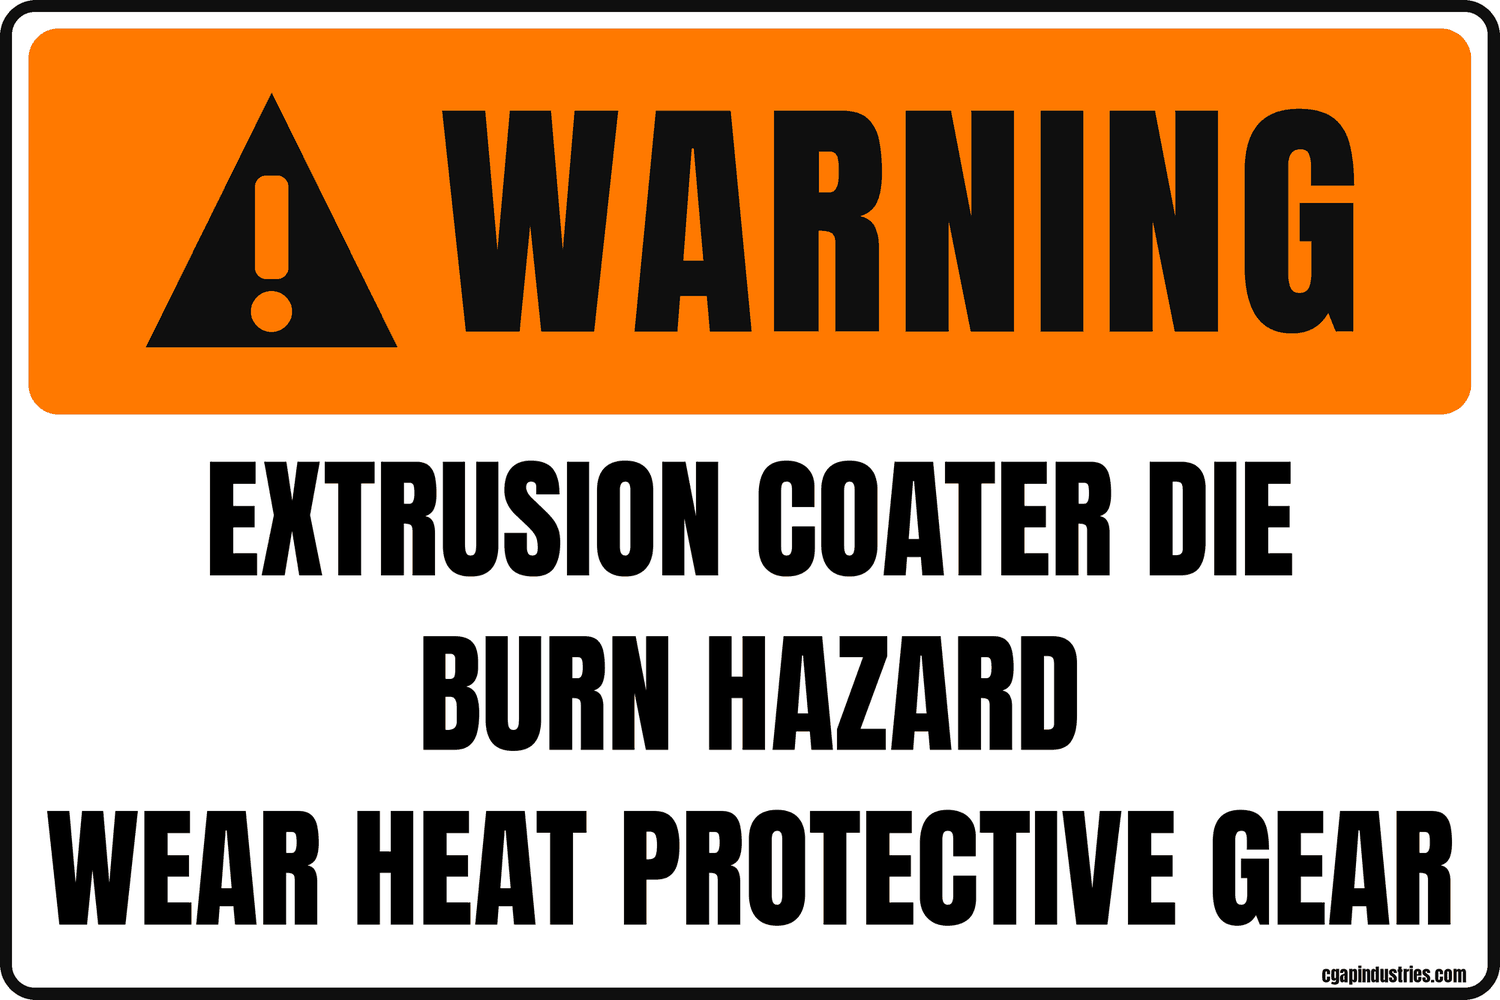 WARNING
EXTRUSION COATER DIE
BURN HAZARD
WEAR HEAT PROTECTIVE GEAR
cgapindustries.com